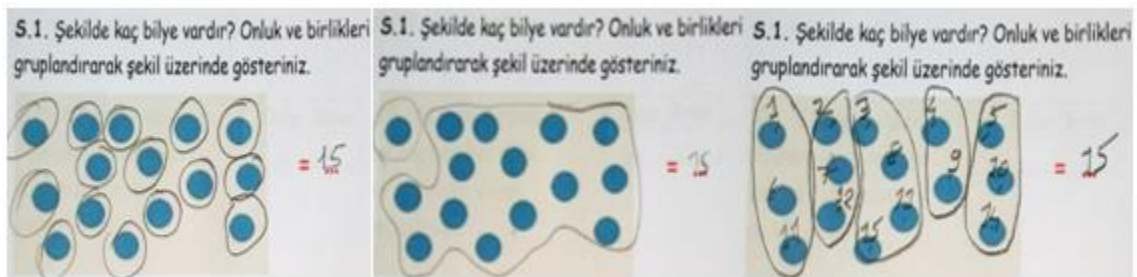 S.1. Şekilde kaç bilye vardır? Onluk ve birlikleri
gruplandırarak şekil üzerinde gösteriniz.
= 15
S.1. Şekilde kaç bilye vardır? Onluk ve birlikleri
gruplandırarak şekil üzerinde gösteriniz.
= 15
S.1. Şekilde kaç bilye vardır? Onluk ve birlikleri
gruplandırarak şekil üzerinde gösteriniz.
1 2 3 4 5
6 7 8 9 10
11 12 13 14
15
= 15